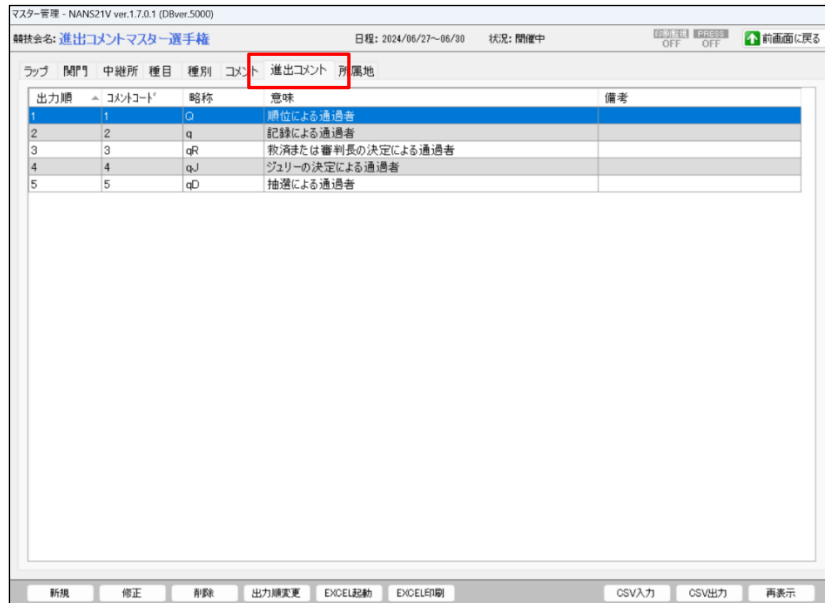 マスター管理 - NANS21V ver.1.7.0.1 (DBver.5000)
競技会名: 進出コメントマスター選手権 日程: 2024/06/27～06/30 状況: 開催中 印刷監視 OFF PRESS OFF 前画面に戻る
ラップ 関門 中継所 種目 種別 コメント 進出コメント 所属地
出力順 コメントコード 略称 意味 備考
1 1 Q 順位による通過者
2 2 q 記録による通過者
3 3 qR 救済または審判長の決定による通過者
4 4 qJ ジュリーの決定による通過者
5 5 qD 抽選による通過者
新規 修正 削除 出力順変更 EXCEL起動 EXCEL印刷 CSV入力 CSV出力 再表示